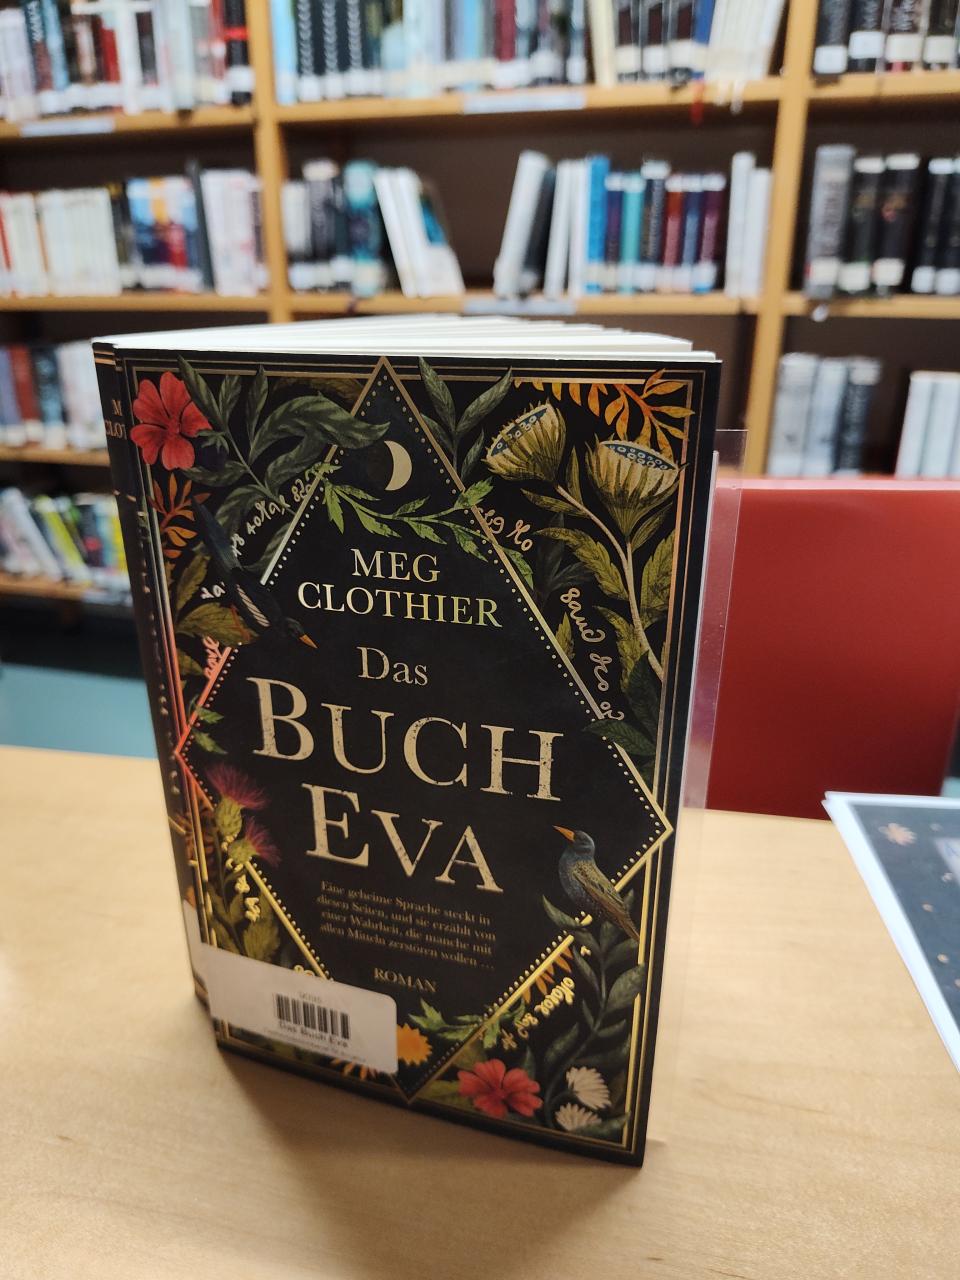 MEG
CLOTHIER
Das
BUCH
EVA
Eine geheime Sprache steckt in
diesen Seiten, und sie erzählt von
einer Wahrheit, die manche mit
allen Mitteln zerstören wollen ...
ROMAN
Das Buch Eva